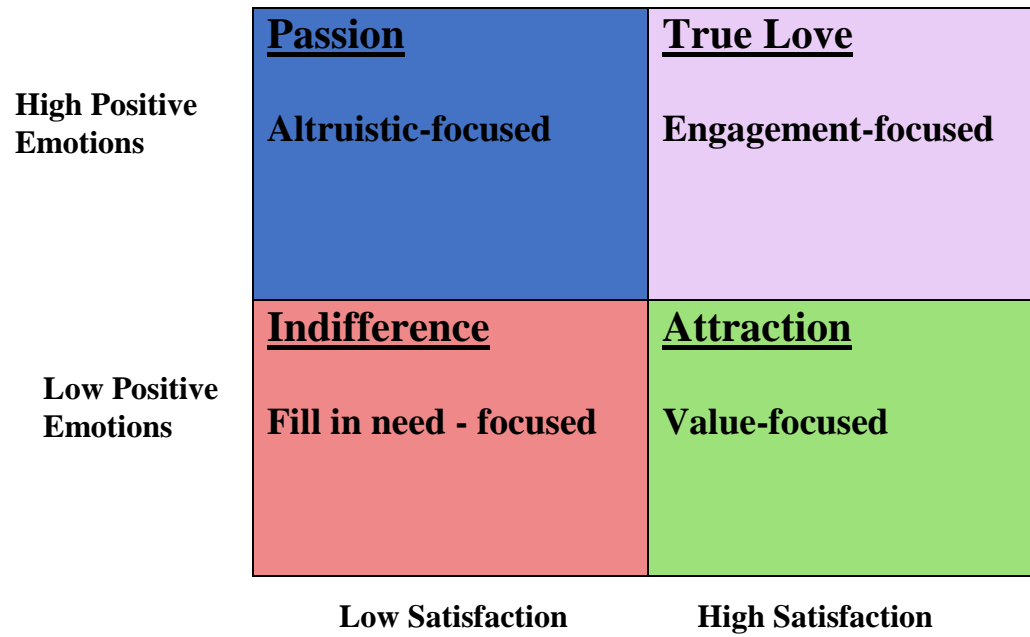 Passion
True Love
High Positive
Emotions
Altruistic-focused
Engagement-focused
Indifference
Attraction
Low Positive
Emotions
Fill in need - focused
Value-focused
Low Satisfaction
High Satisfaction